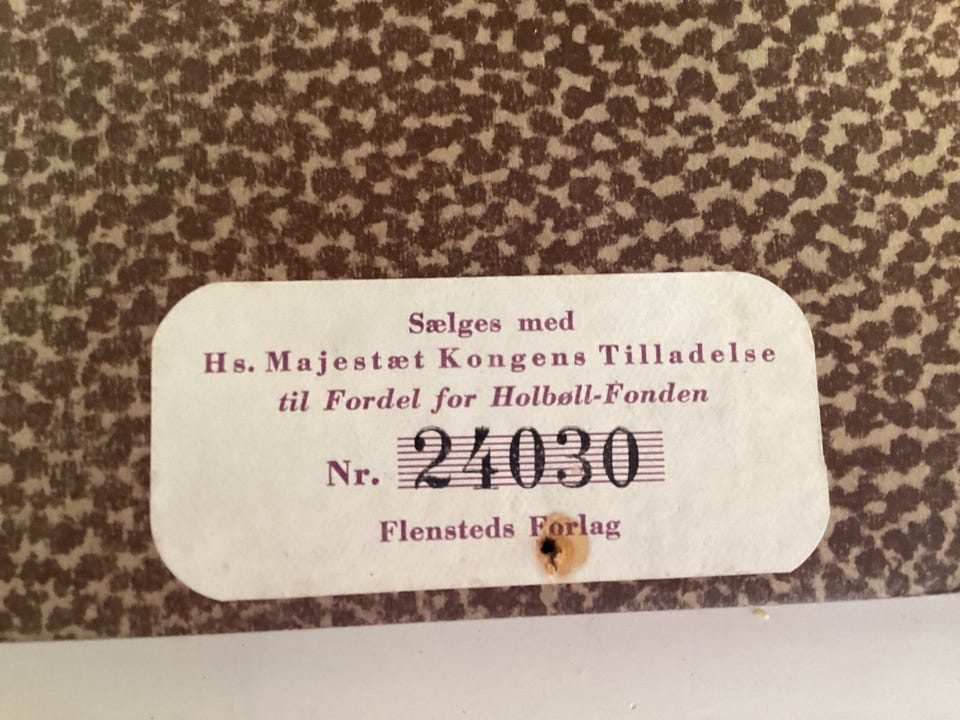 Sælges med
Hs. Majestæt Kongens Tilladelse
til Fordel for Holbøll-Fonden
Nr. 24030
Flensteds Forlag